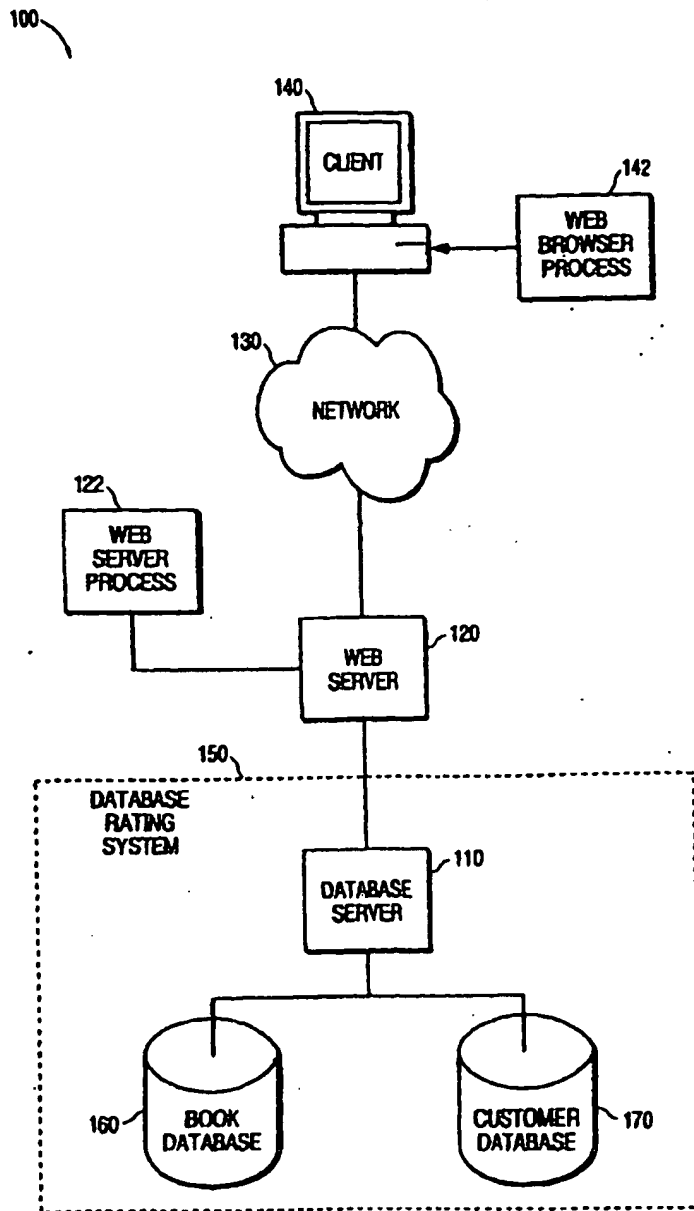 100
140
CLIENT
142
WEB
BROWSER
PROCESS
130
NETWORK
122
WEB
SERVER
PROCESS
120
WEB
SERVER
150
DATABASE
RATING
SYSTEM
110
DATABASE
SERVER
160
BOOK
DATABASE
CUSTOMER
DATABASE
170